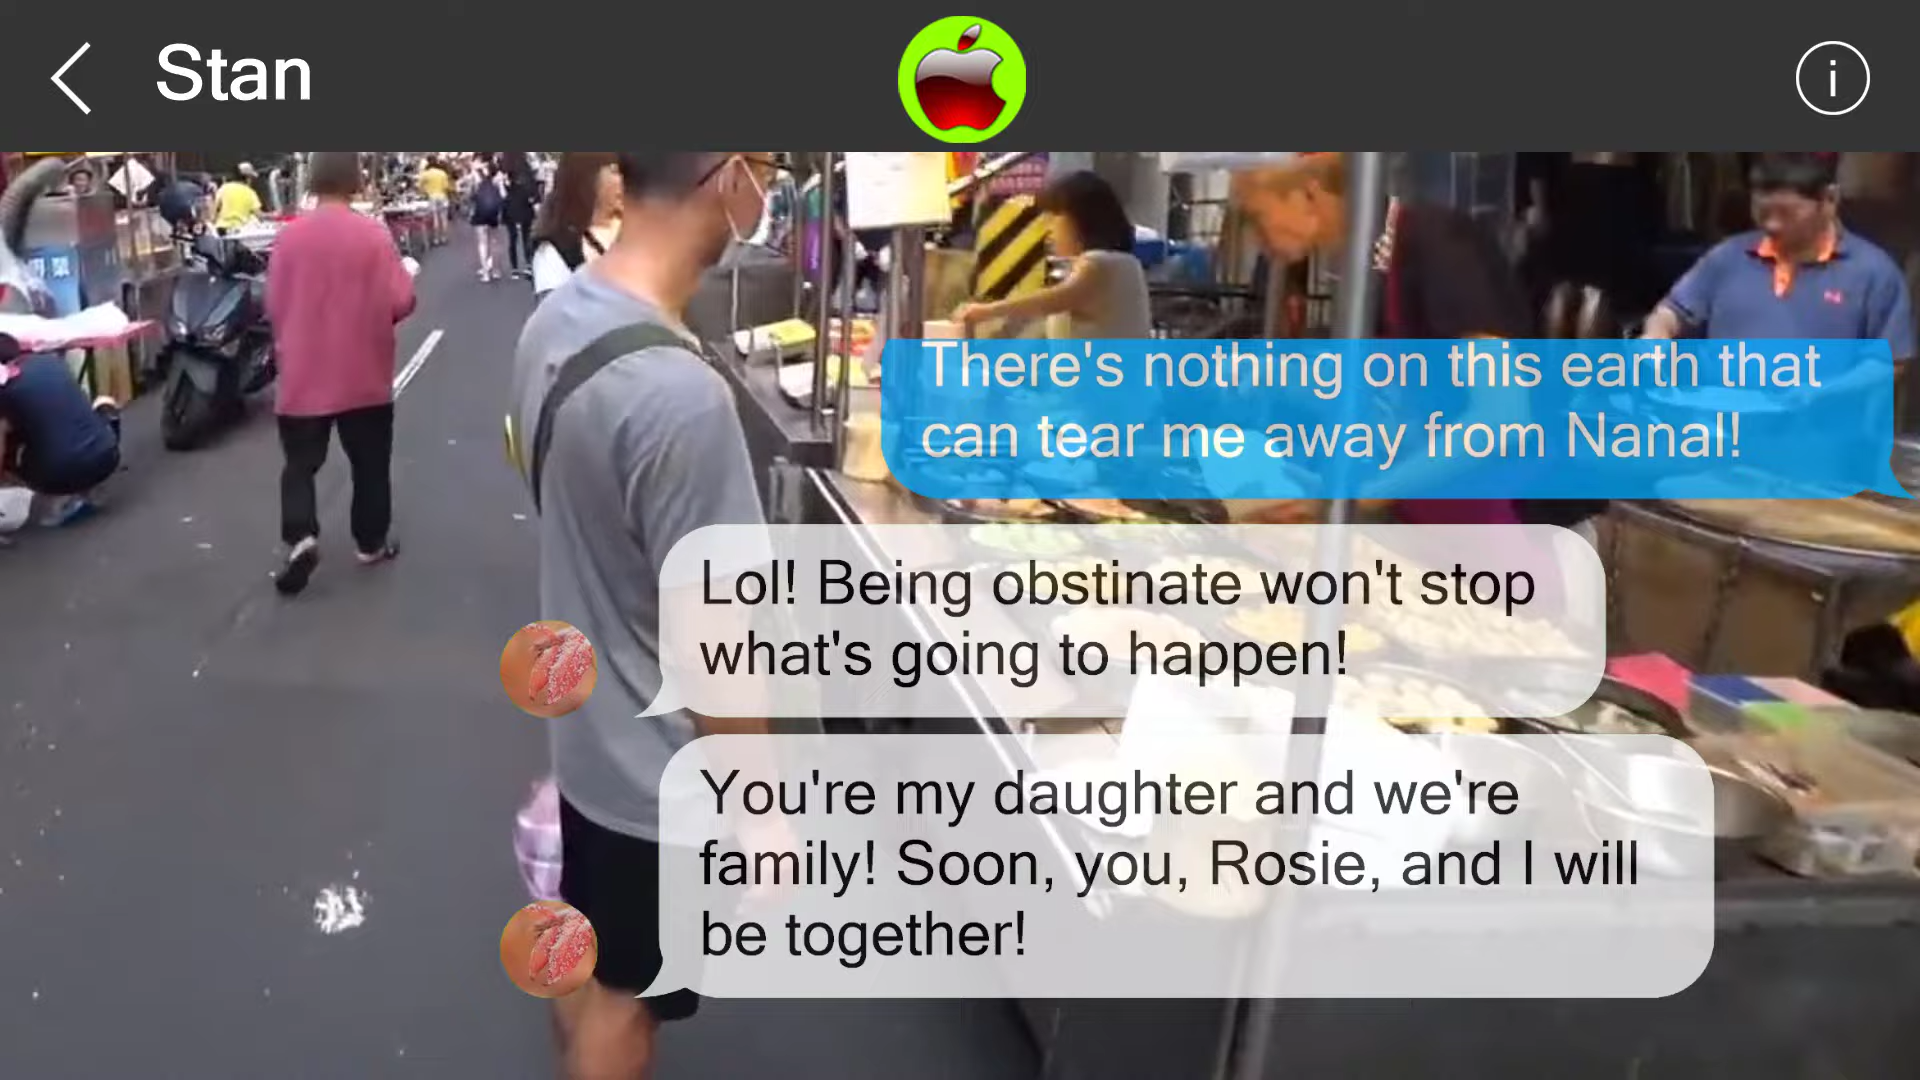 Stan
There's nothing on this earth that
can tear me away from Nana!!
Lol! Being obstinate won't stop
what's going to happen!
You're my daughter and we're
family! Soon, you, Rosie, and I will
be together!